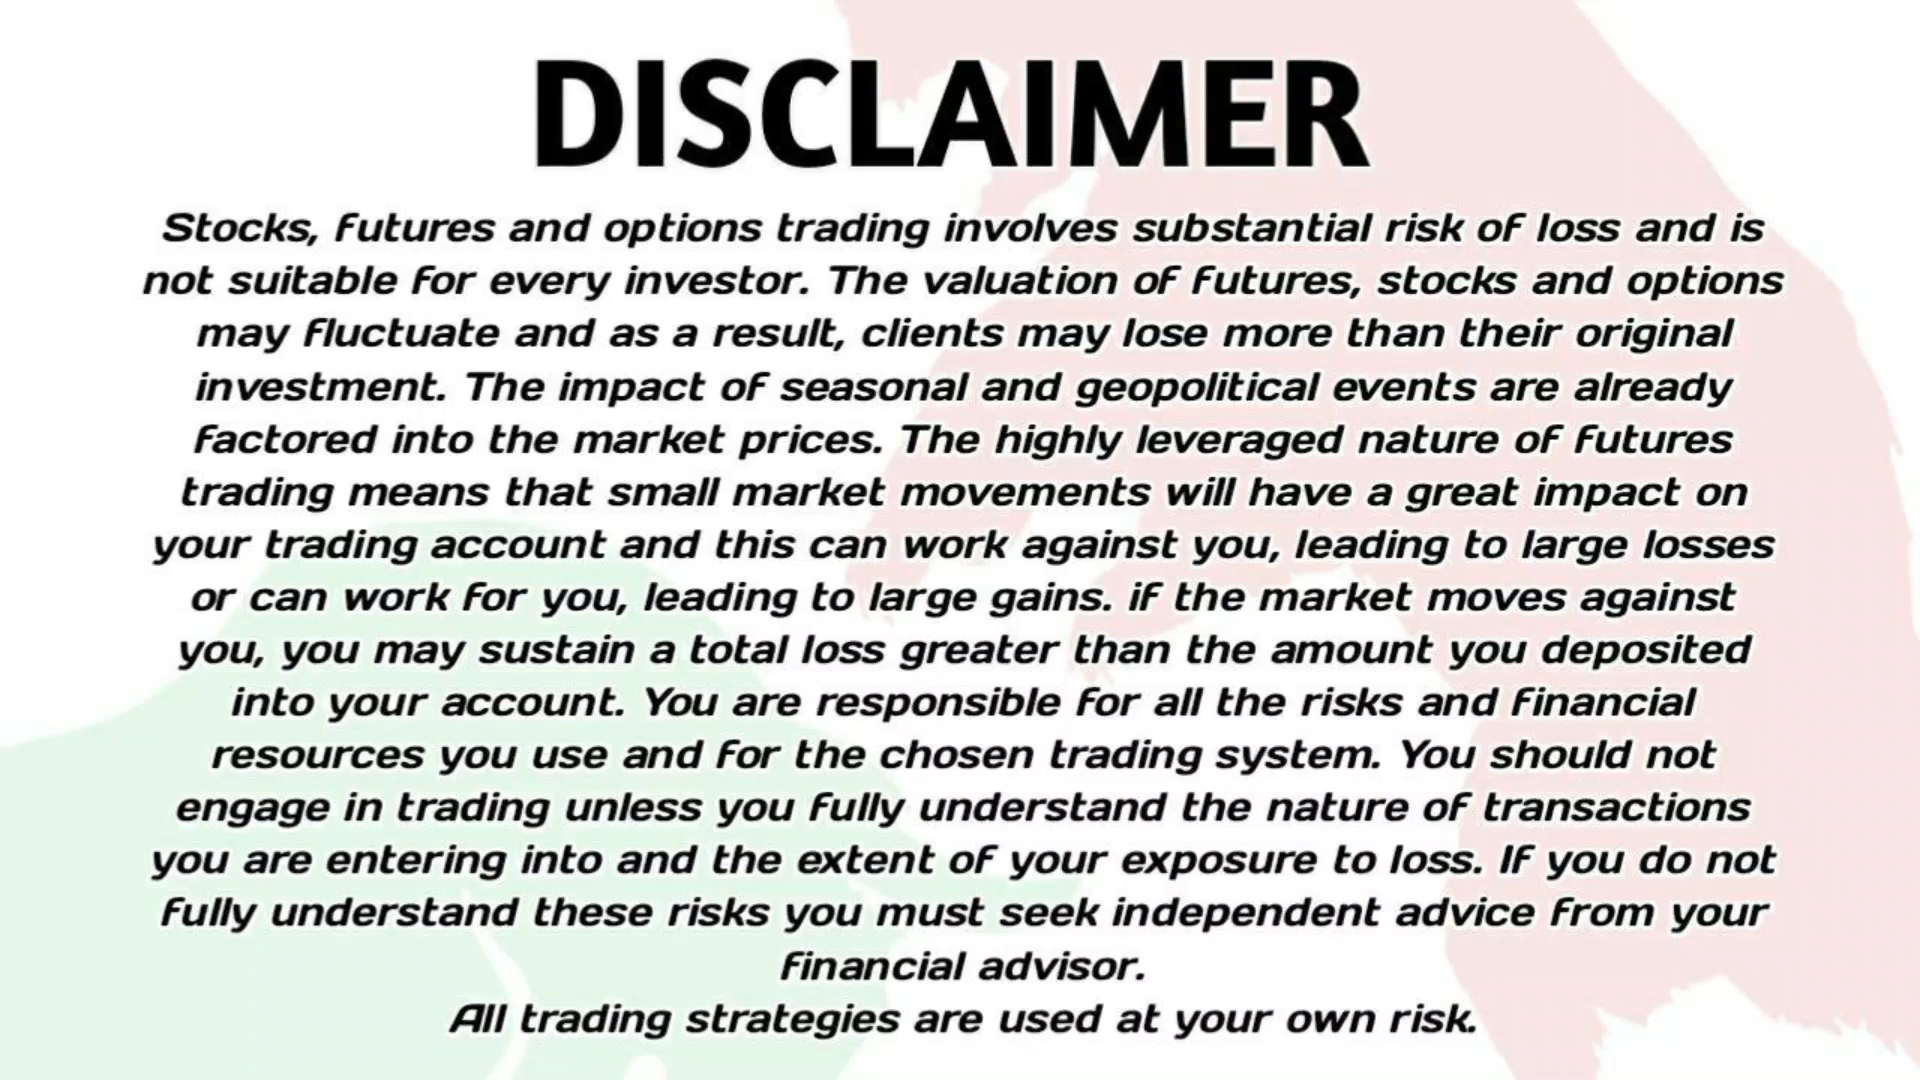 DISCLAIMER
Stocks, futures and options trading involves substantial risk of loss and is
not suitable for every investor. The valuation of futures, stocks and options
may fluctuate and as a result, clients may lose more than their original
investment. The impact of seasonal and geopolitical events are already
factored into the market prices. The highly leveraged nature of futures
trading means that small market movements will have a great impact on
your trading account and this can work against you, leading to large losses
or can work for you, leading to large gains. if the market moves against
you, you may sustain a total loss greater than the amount you deposited
into your account. You are responsible for all the risks and financial
resources you use and for the chosen trading system. You should not
engage in trading unless you fully understand the nature of transactions
you are entering into and the extent of your exposure to loss. If you do not
fully understand these risks you must seek independent advice from your
financial advisor.
All trading strategies are used at your own risk.